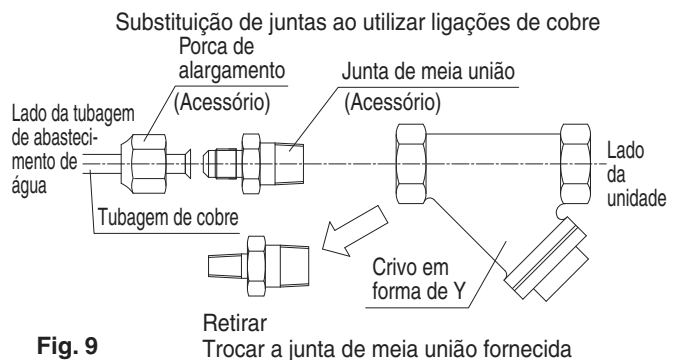 Substituição de juntas ao utilizar ligações de cobre
Porca de
alargamento
(Acessório)
Junta de meia união
(Acessório)
Lado da tubagem
de abasteci-
mento de
água
Tubagem de cobre
Lado
da
unidade
Crivo em
forma de Y
Retirar
Trocar a junta de meia união fornecida
Fig. 9